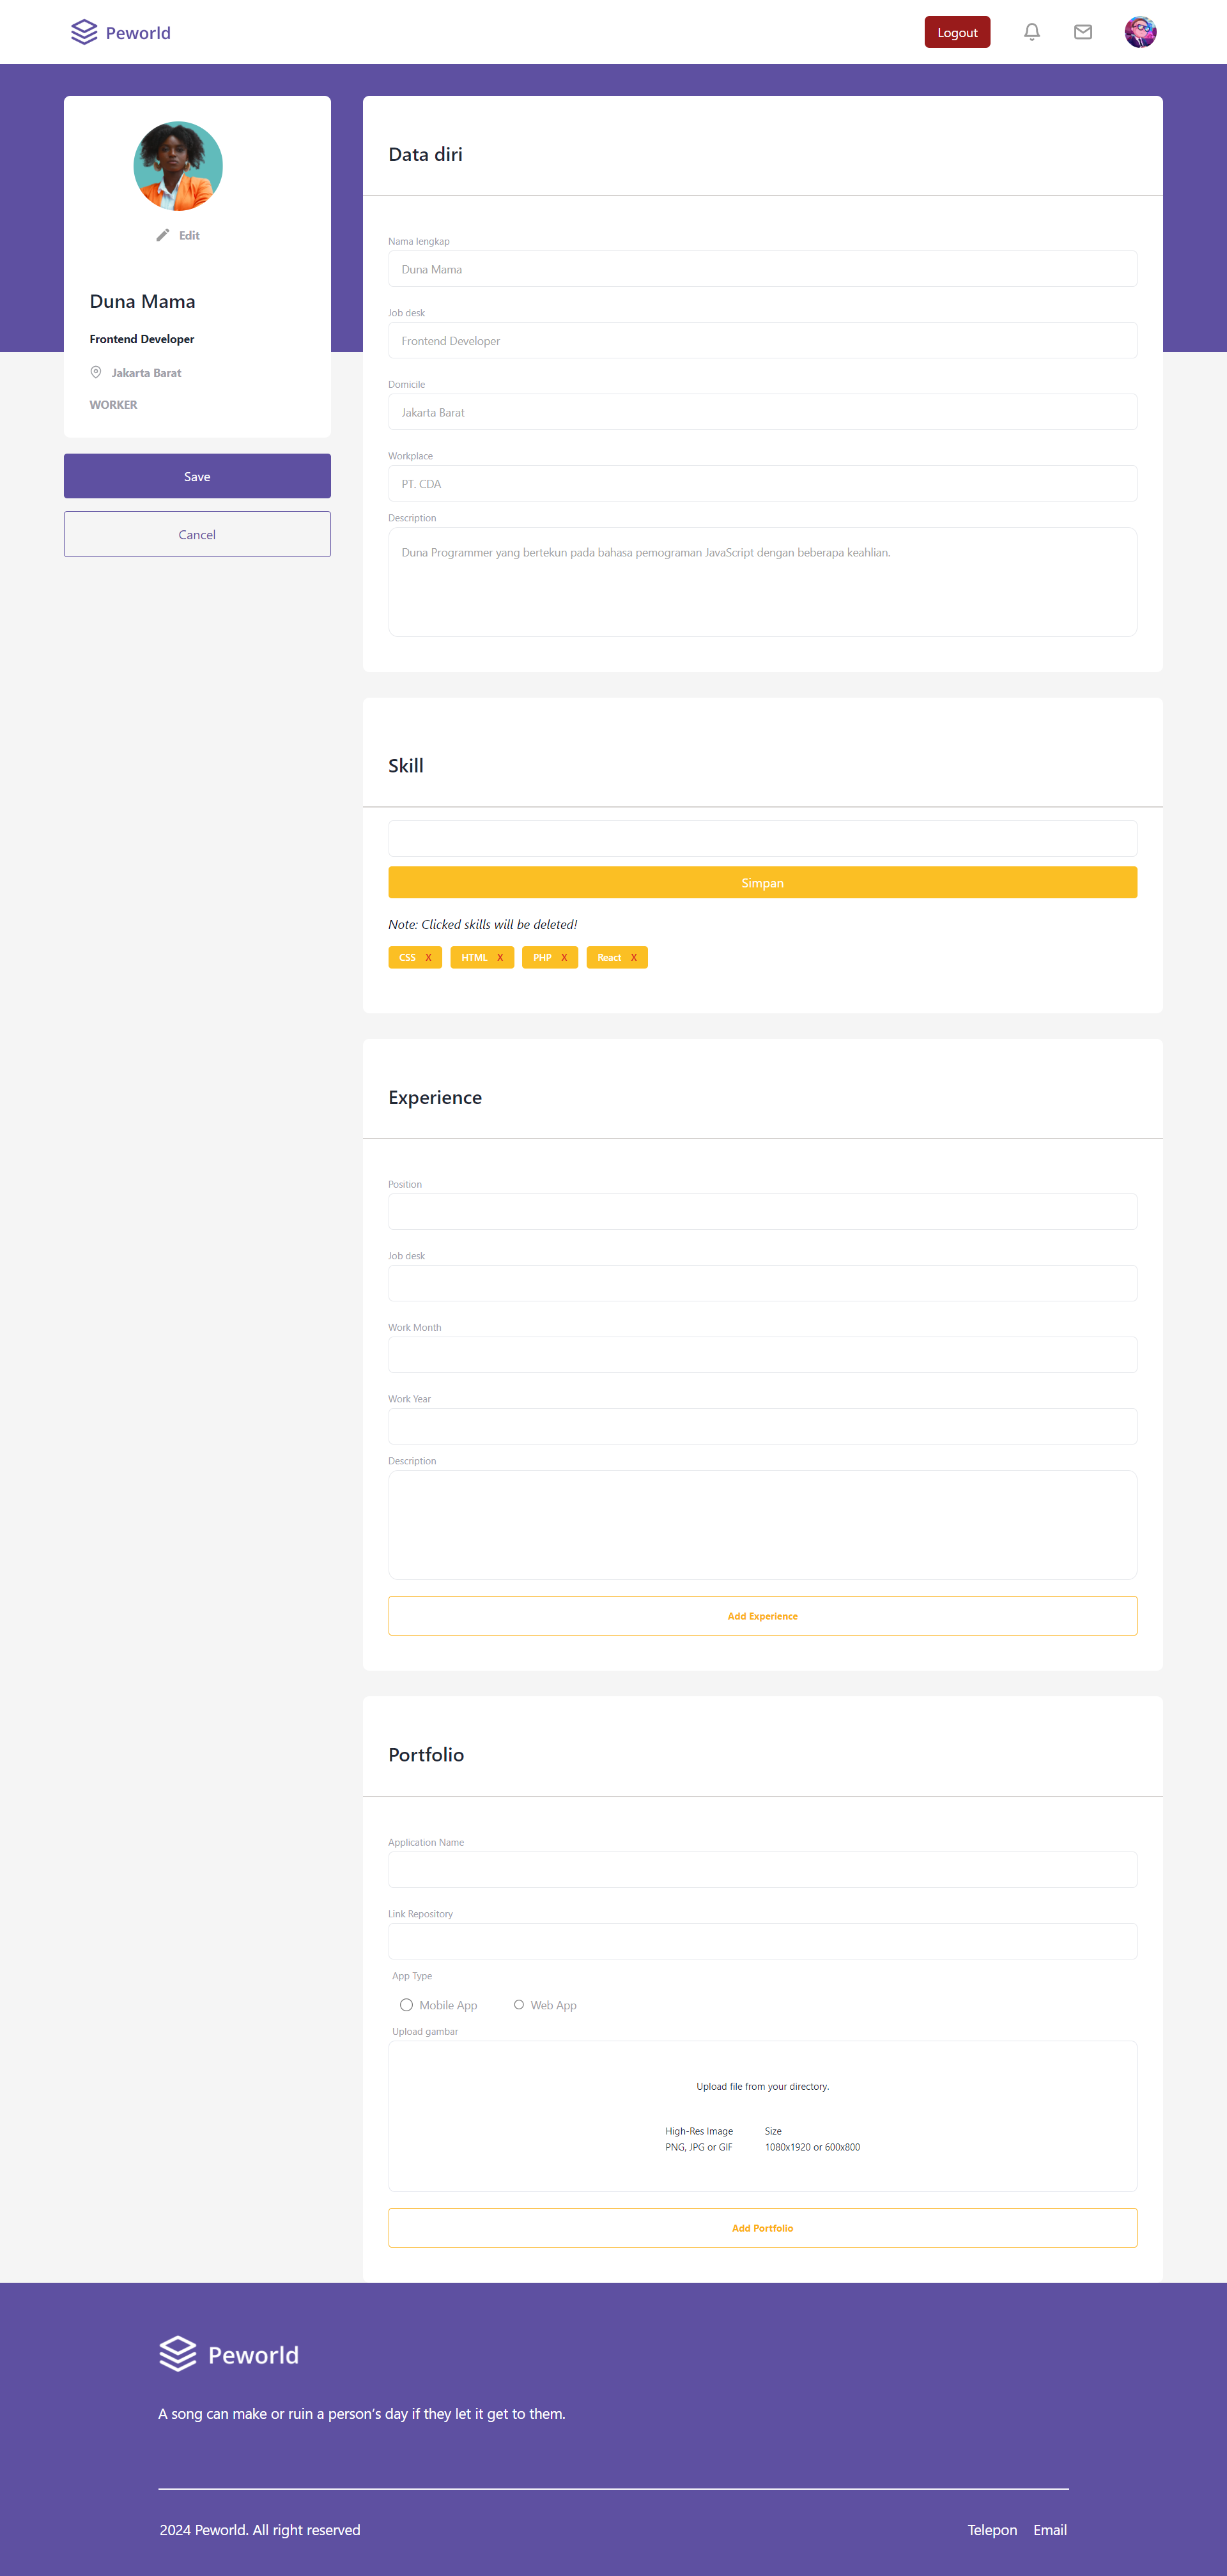 Peworld
Logout
Edit
Duna Mama
Frontend Developer
Jakarta Barat
WORKER
Save
Cancel
Data diri
Nama lengkap
Duna Mama
Job desk
Frontend Developer
Domicile
Jakarta Barat
Workplace
PT. CDA
Description
Duna Programmer yang bertekun pada bahasa pemograman JavaScript dengan beberapa keahlian.
Skill
Simpan
Note: Clicked skills will be deleted!
CSS X HTML X PHP X React X
Experience
Position
Job desk
Work Month
Work Year
Description
Add Experience
Portfolio
Application Name
Link Repository
App Type
Mobile App Web App
Upload gambar
Upload file from your directory.
High-Res Image Size
PNG, JPG or GIF 1080x1920 or 600x800
Add Portfolio
Peworld
A song can make or ruin a person’s day if they let it get to them.
2024 Peworld. All right reserved Telepon Email